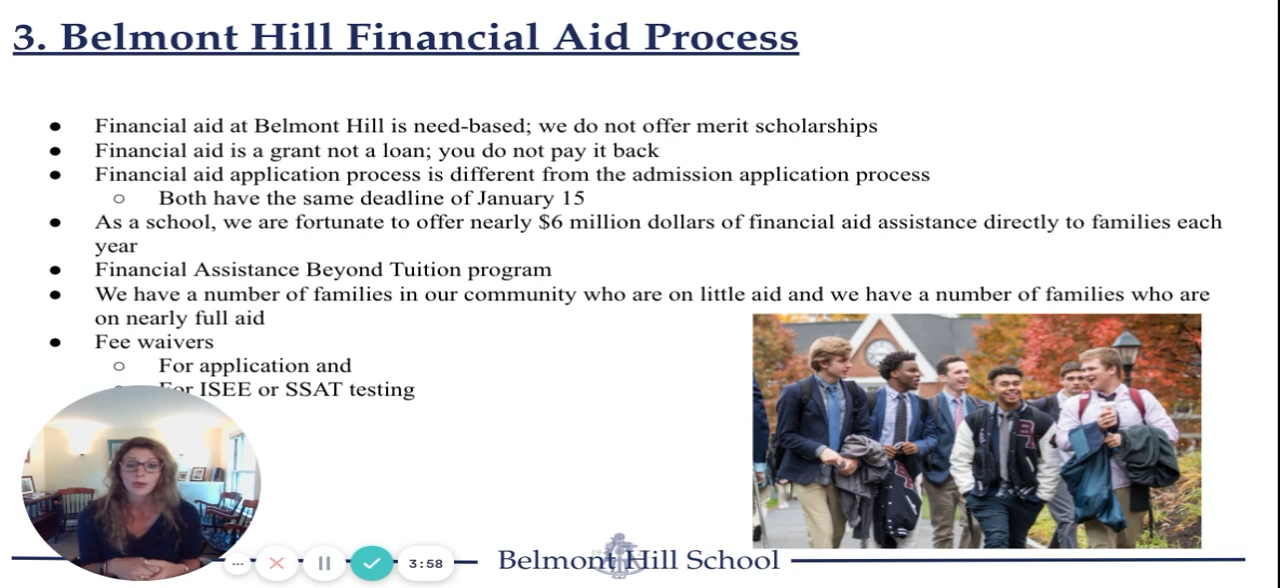 3. Belmont Hill Financial Aid Process
● Financial aid at Belmont Hill is need-based; we do not offer merit scholarships
● Financial aid is a grant not a loan; you do not pay it back
● Financial aid application process is different from the admission application process
○ Both have the same deadline of January 15
● As a school, we are fortunate to offer nearly $6 million dollars of financial aid assistance directly to families each
year
● Financial Assistance Beyond Tuition program
● We have a number of families in our community who are on little aid and we have a number of families who are
on nearly full aid
● Fee waivers
○ For application and
○ For ISEE or SSAT testing
3:58
Belmont Hill School